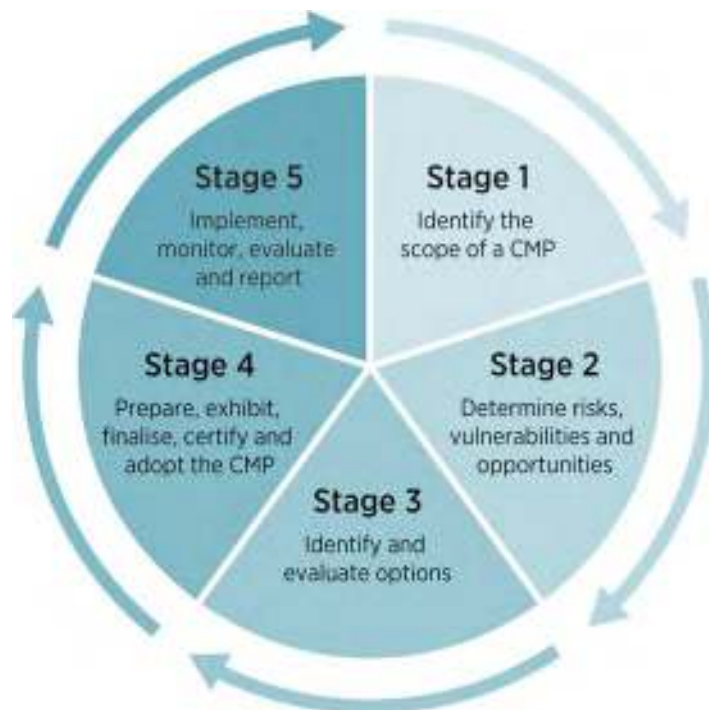 Stage 1
Identify the
scope of a CMP
Stage 2
Determine risks,
vulnerabilities and
opportunities
Stage 3
Identify and
evaluate options
Stage 4
Prepare, exhibit,
finalise, certify and
adopt the CMP
Stage 5
Implement,
monitor, evaluate
and report